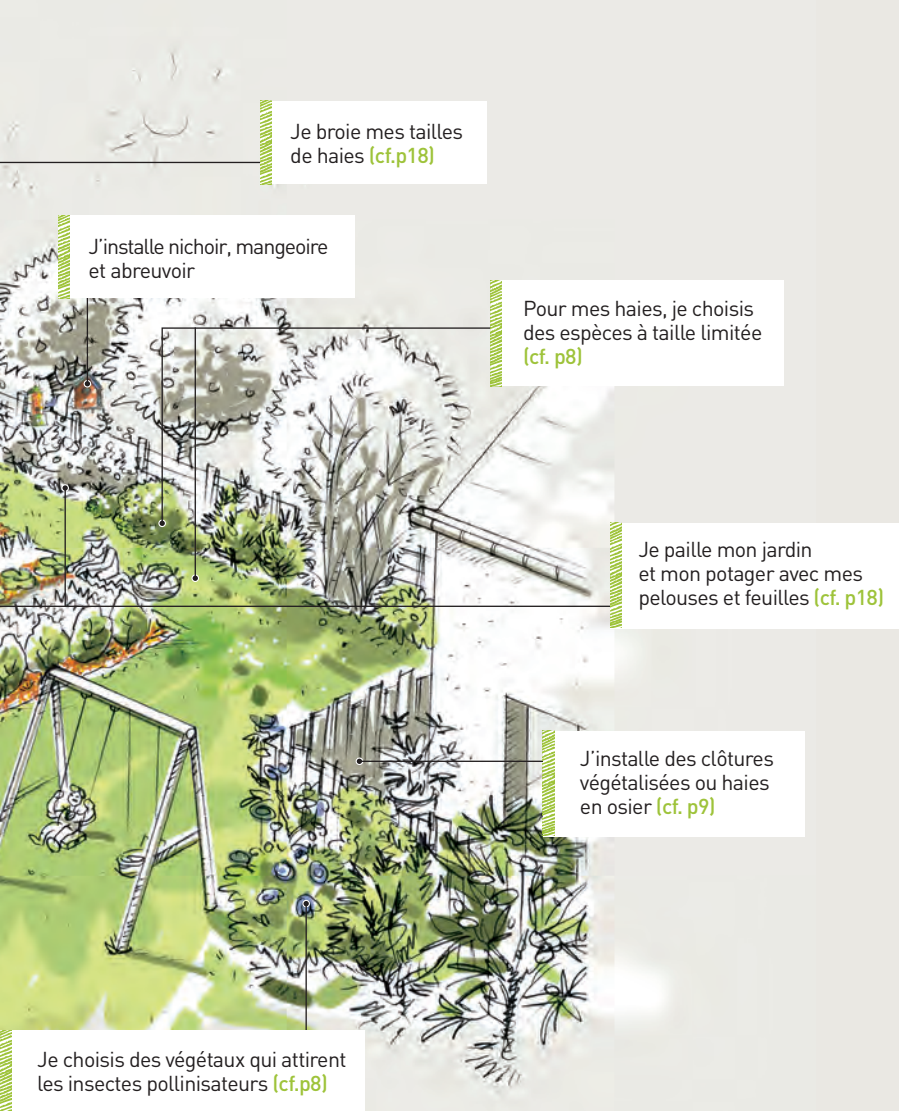 Je broie mes tailles
de haies (cf.p18)
J'installe nichoir, mangeoire
et abreuvoir
Pour mes haies, je choisis
des espèces à taille limitée
(cf. p8)
Je paille mon jardin
et mon potager avec mes
pelouses et feuilles (cf. p18)
J'installe des clôtures
végétalisées ou haies
en osier (cf. p9)
Je choisis des végétaux qui attirent
les insectes pollinisateurs (cf.p8)